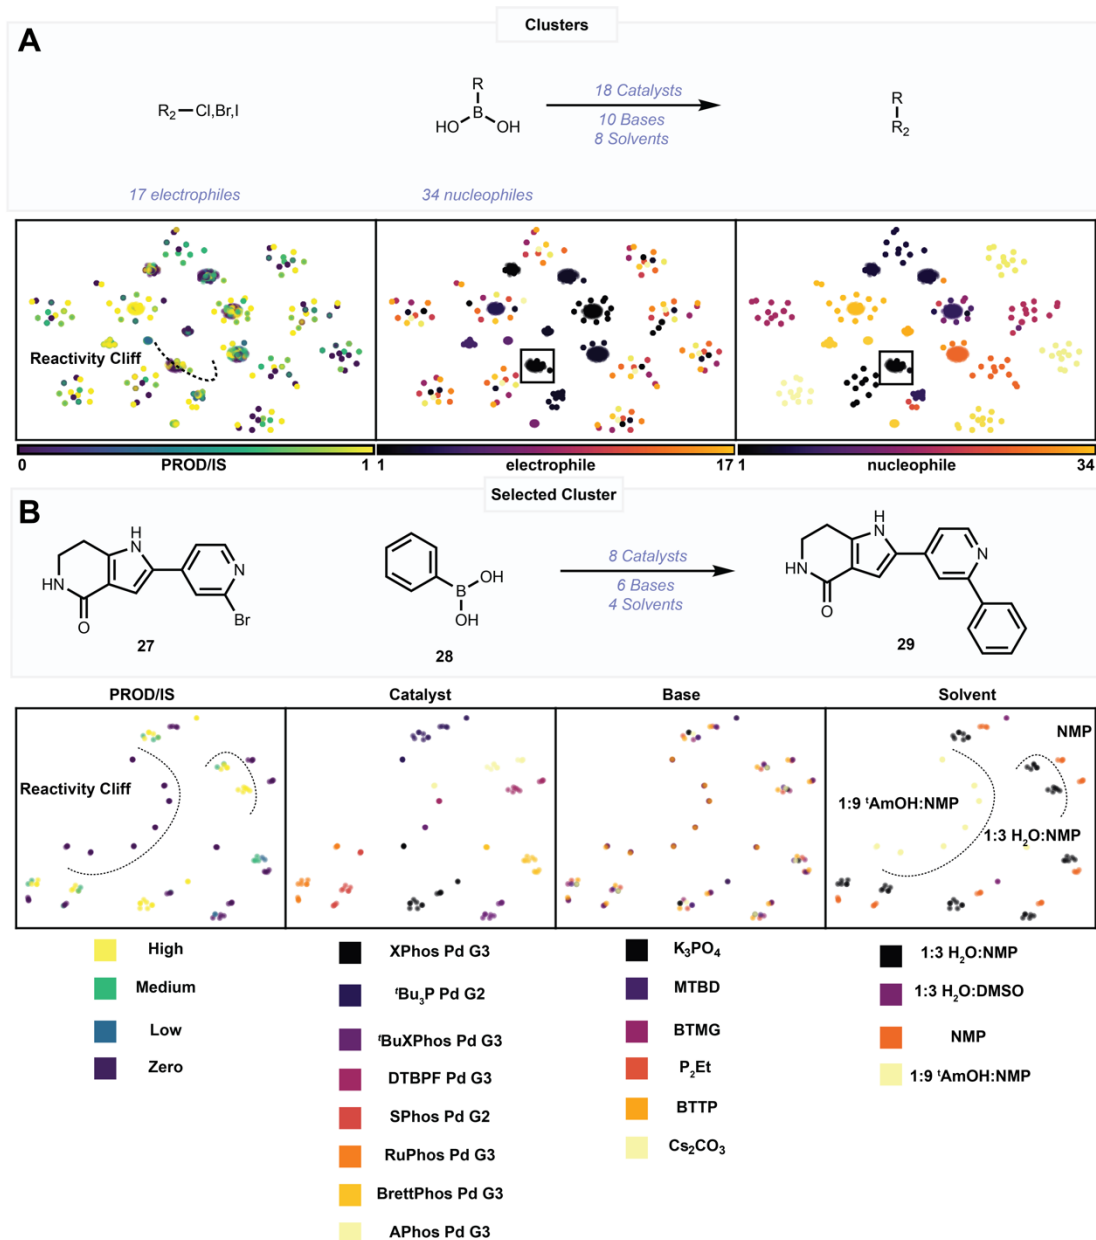 Clusters
A
R₂—Cl,Br,I
R
B
HO
OH
18 Catalysts
10 Bases
8 Solvents
R
R₂
17 electrophiles
34 nucleophiles
Reactivity Cliff
0
PROD/IS
1
1
electrophile
17
1
nucleophile
34
Selected Cluster
B
H
N
HN
O
N
Br
27
B
OH
OH
28
8 Catalysts
6 Bases
4 Solvents
H
N
HN
O
N
29
PROD/IS
Catalyst
Base
Solvent
Reactivity Cliff
NMP
1:9 ᵗAmOH:NMP
1:3 H₂O:NMP
High
Medium
Low
Zero
XPhos Pd G3
ᵗBu₃P Pd G2
ᵗBuXPhos Pd G3
DTBPF Pd G3
SPhos Pd G2
RuPhos Pd G3
BrettPhos Pd G3
APhos Pd G3
K₃PO₄
MTBD
BTMG
P₂Et
BTTP
Cs₂CO₃
1:3 H₂O:NMP
1:3 H₂O:DMSO
NMP
1:9 ᵗAmOH:NMP